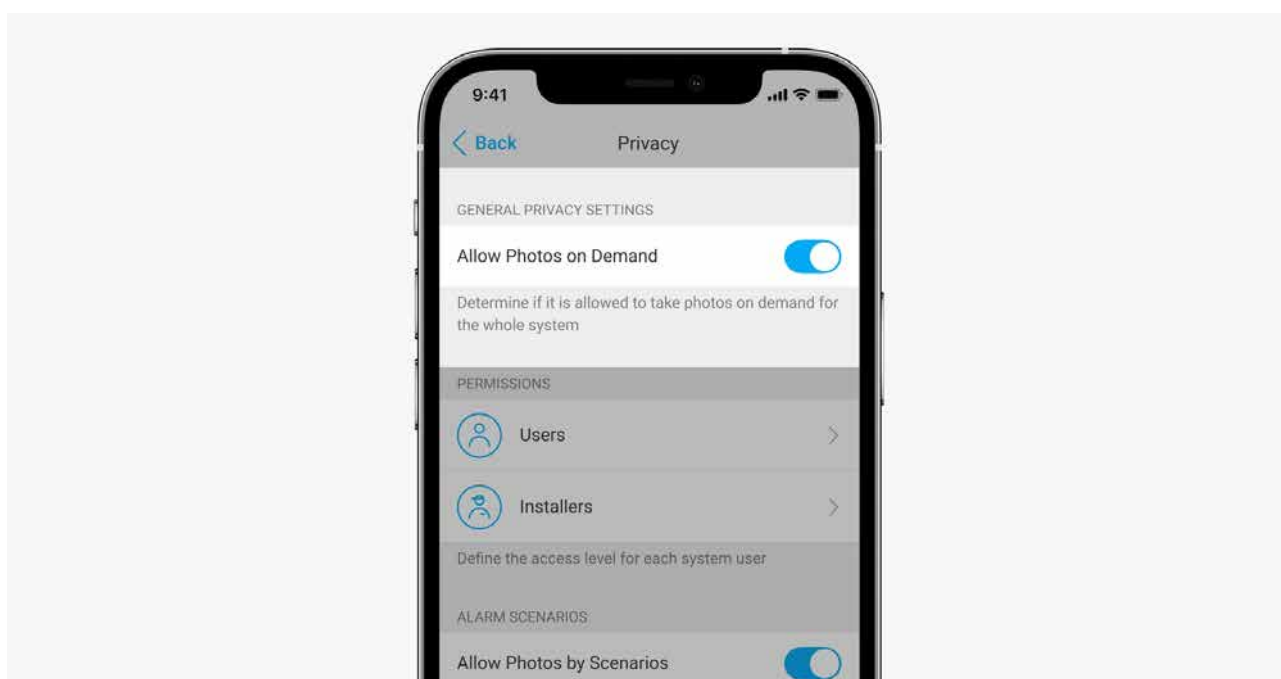 9:41
Back Privacy
GENERAL PRIVACY SETTINGS
Allow Photos on Demand
Determine if it is allowed to take photos on demand for
the whole system
PERMISSIONS
Users
Installers
Define the access level for each system user
ALARM SCENARIOS
Allow Photos by Scenarios